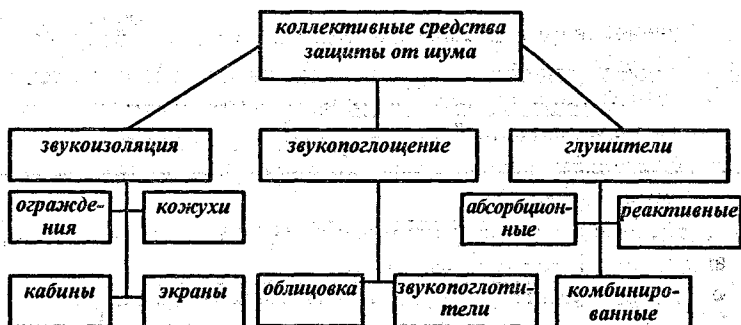 коллективные средства
защиты от шума
звукоизоляция
звукопоглощение
глушители
огражде-
ния
кожухи
абсорбцион-
ные
реактивные
кабины
экраны
облицовка
звукопоглоти-
тели
комбиниро-
ванные